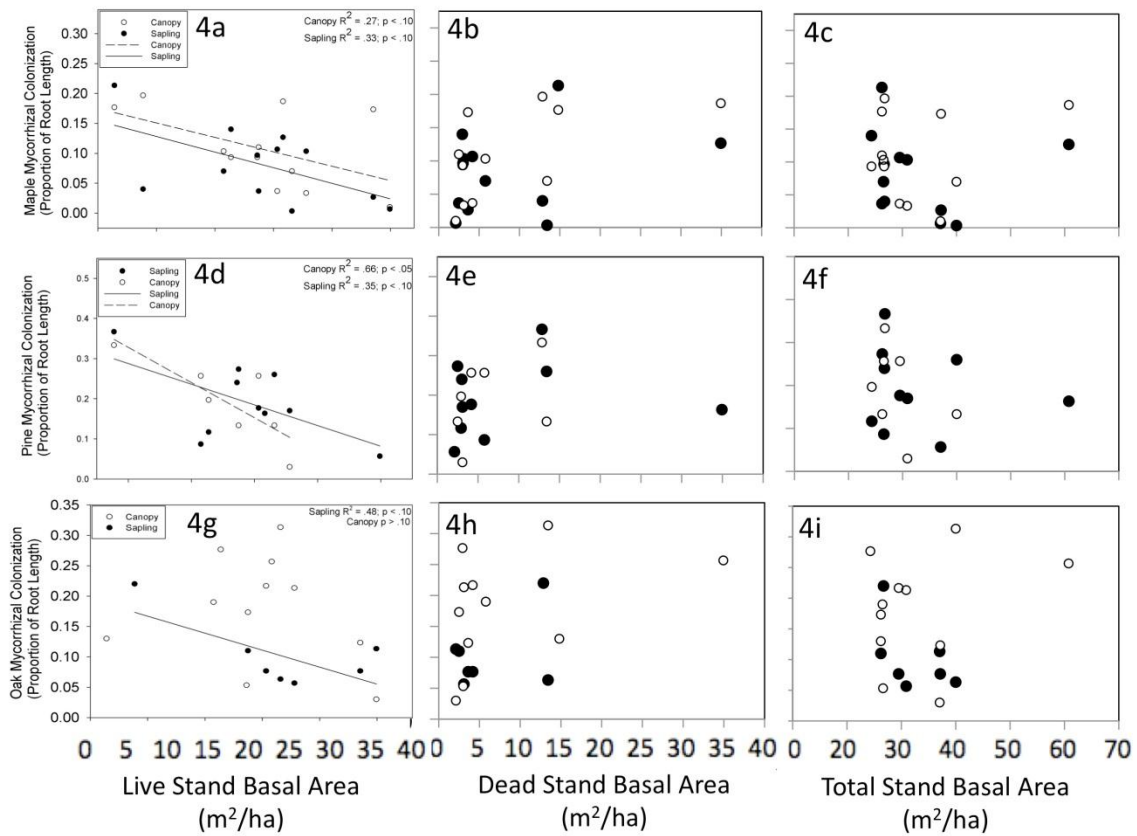 4a
Canopy
Sapling
Canopy
Sapling
Canopy R2 = .27; p < .10
Sapling R2 = .33; p < .10
Maple Mycorrhizal Colonization
(Proportion of Root Length)
0.30
0.25
0.20
0.15
0.10
0.05
0.00
4b
4c
4d
Sapling
Canopy
Sapling
Canopy
Canopy R2 = .66; p < .05
Sapling R2 = .35; p < .10
Pine Mycorrhizal Colonization
(Proportion of Root Length)
0.5
0.4
0.3
0.2
0.1
0.0
4e
4f
4g
Canopy
Sapling
Sapling R2 = .48; p < .10
Canopy p > .10
Oak Mycorrhizal Colonization
(Proportion of Root Length)
0.35
0.30
0.25
0.20
0.15
0.10
0.05
0.00
4h
4i
0 5 10 15 20 25 30 35 40
0 5 10 15 20 25 30 35 40
0 10 20 30 40 50 60 70
Live Stand Basal Area
(m2/ha)
Dead Stand Basal Area
(m2/ha)
Total Stand Basal Area
(m2/ha)